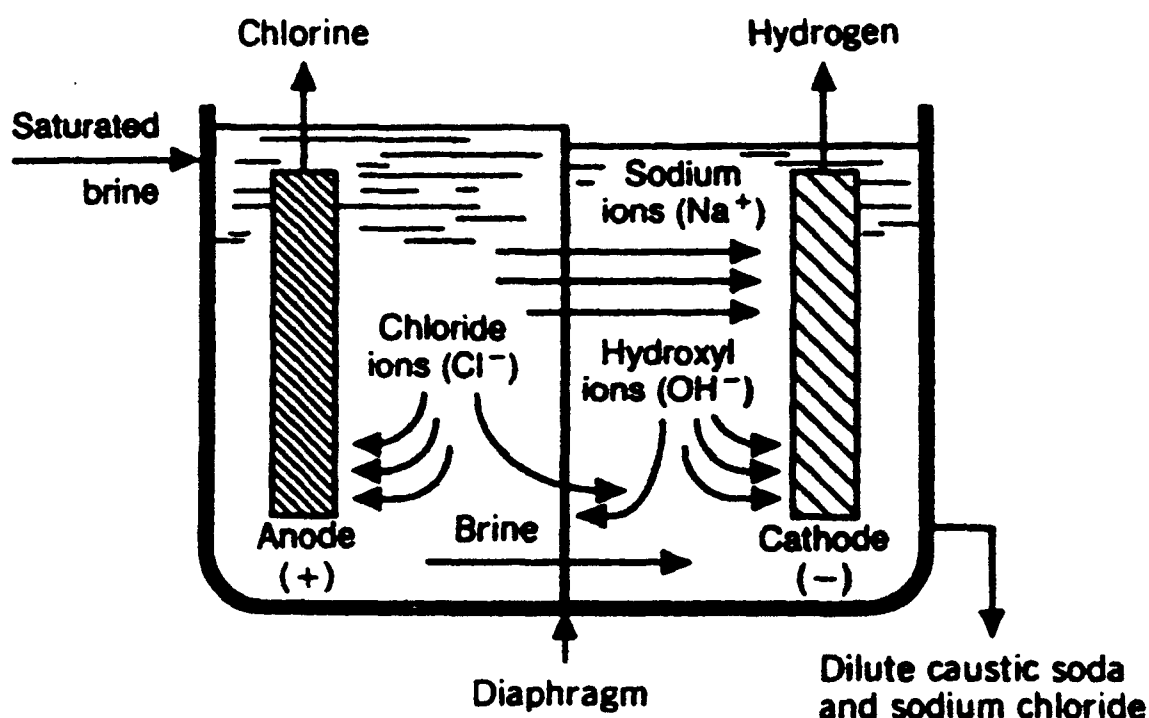 Chlorine
Hydrogen
Saturated
brine
Sodium
ions (Na⁺)
Chloride
ions (Cl⁻)
Hydroxyl
ions (OH⁻)
Anode
(+)
Brine
Cathode
(−)
Diaphragm
Dilute caustic soda
and sodium chloride